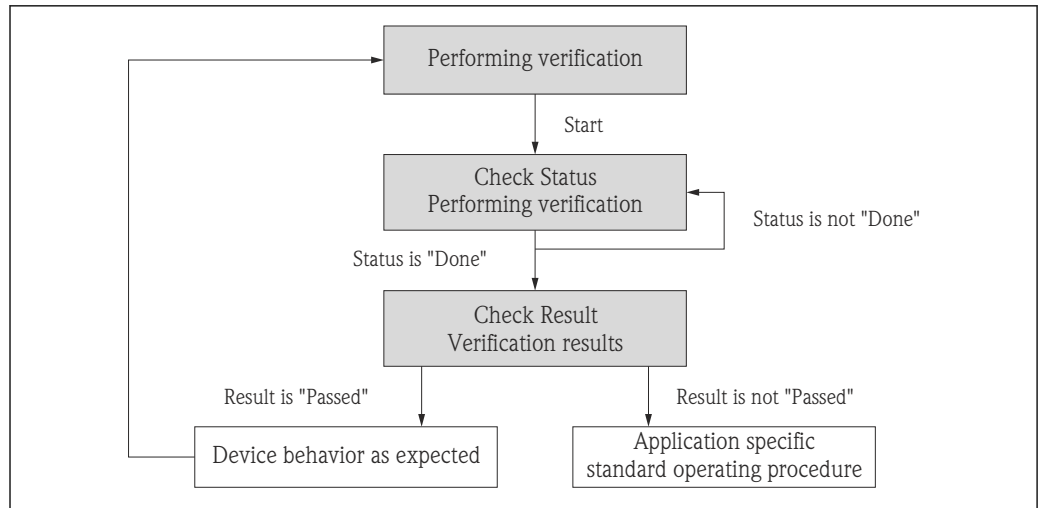 Performing verification
Start
Check Status
Performing verification
Status is not "Done"
Status is "Done"
Check Result
Verification results
Result is "Passed"
Result is not "Passed"
Device behavior as expected
Application specific
standard operating procedure